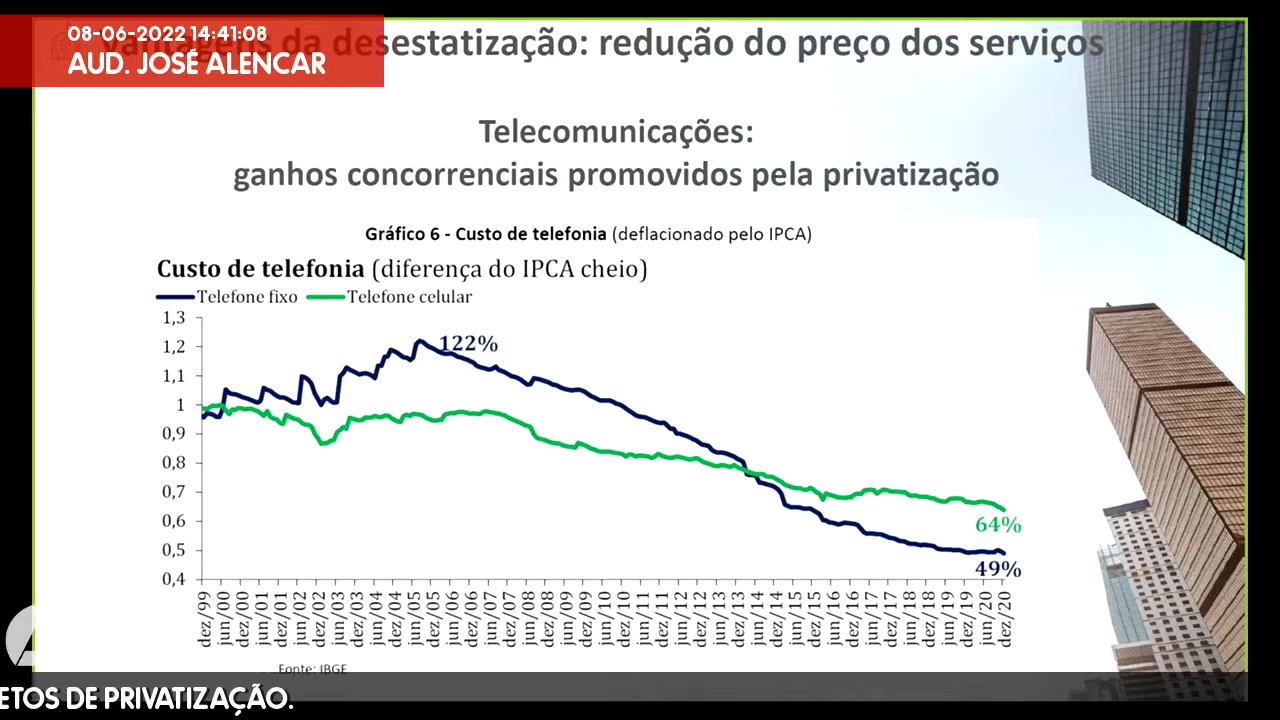 08-06-2022 14:41:08
AUD. JOSÉ ALENCAR
da desestatização: redução do preço dos serviços
Telecomunicações:
ganhos concorrenciais promovidos pela privatização
Gráfico 6 - Custo de telefonia (deflacionado pelo IPCA)
Custo de telefonia (diferença do IPCA cheio)
Telefone fixo Telefone celular
1,3
1,2
1,1
1
0,9
0,8
0,7
0,6
0,5
0,4
122%
64%
49%
dez/99 jun/00 dez/00 jun/01 dez/01 jun/02 dez/02 jun/03 dez/03 jun/04 dez/04 jun/05 dez/05 jun/06 dez/06 jun/07 dez/07 jun/08 dez/08 jun/09 dez/09 jun/10 dez/10 jun/11 dez/11 jun/12 dez/12 jun/13 dez/13 jun/14 dez/14 jun/15 dez/15 jun/16 dez/16 jun/17 dez/17 jun/18 dez/18 jun/19 dez/19 jun/20 dez/20
Fonte: IBGE
ETOS DE PRIVATIZAÇÃO.